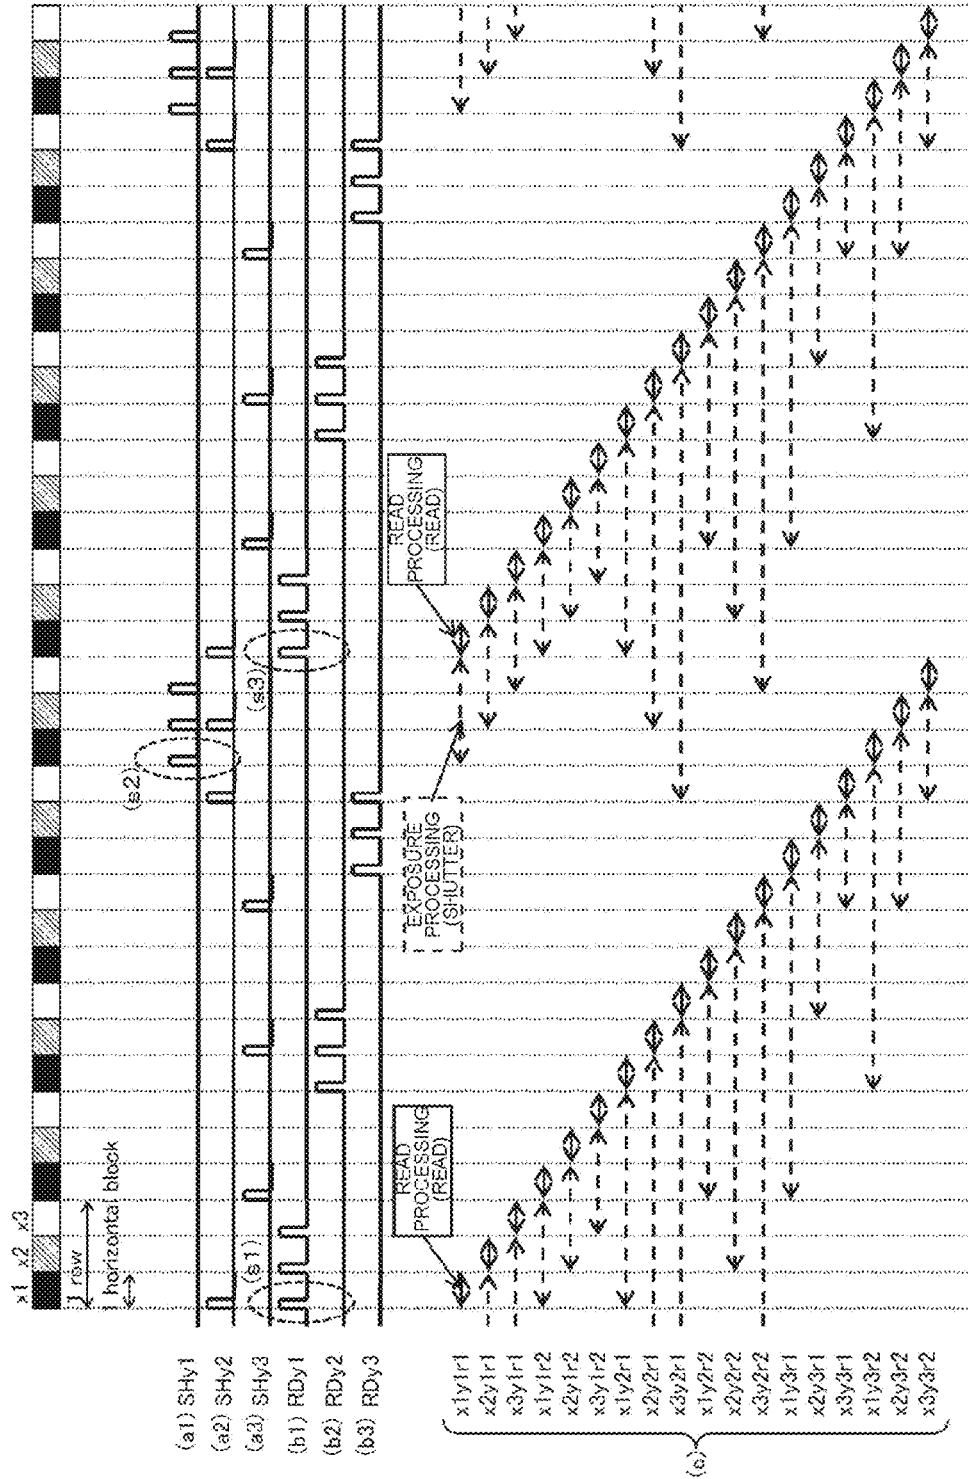 x1 x2 x3
1 row
1 horizontal block
(a1) SHy1
(a2) SHy2
(a3) SHy3
(b1) RDy1
(b2) RDy2
(b3) RDy3
(s1)
(s2)
(s3)
READ
PROCESSING
(READ)
EXPOSURE
PROCESSING
(SHUTTER)
READ
PROCESSING
(READ)
(c)
x1y1r1
x2y1r1
x3y1r1
x1y1r2
x2y1r2
x3y1r2
x1y2r1
x2y2r1
x3y2r1
x1y2r2
x2y2r2
x3y2r2
x1y3r1
x2y3r1
x3y3r1
x1y3r2
x2y3r2
x3y3r2